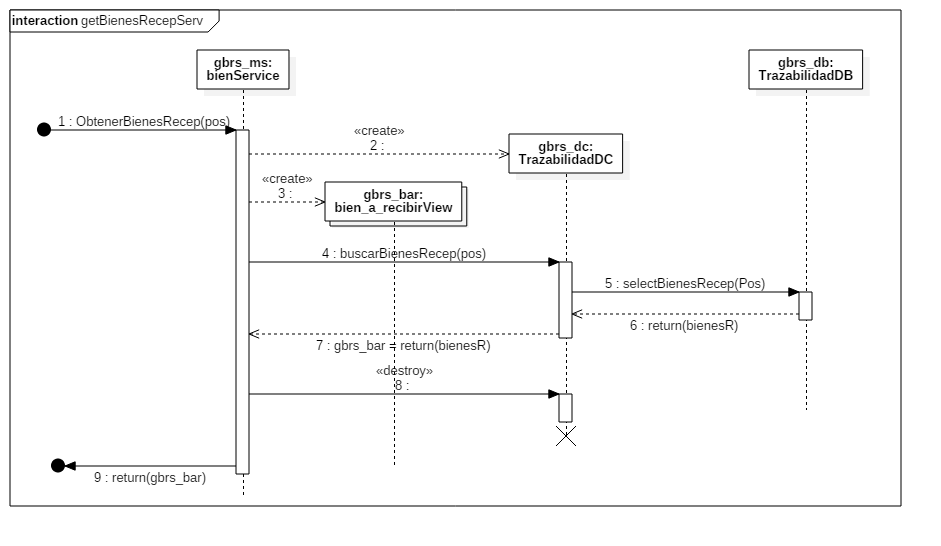 interaction getBienesRecepServ
gbrs_ms:
bienService
gbrs_db:
TrazabilidadDB
1 : ObtenerBienesRecep(pos)
«create»
2 :
gbrs_dc:
TrazabilidadDC
«create»
3 :
gbrs_bar:
bien_a_recibirView
4 : buscarBienesRecep(pos)
5 : selectBienesRecep(Pos)
6 : return(bienesR)
7 : gbrs_bar = return(bienesR)
«destroy»
8 :
9 : return(gbrs_bar)